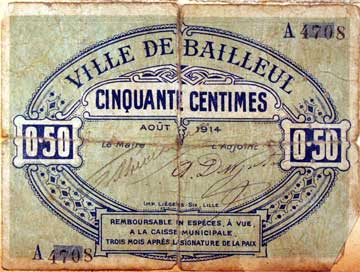 A 4708
VILLE DE BAILLEUL
CINQUANTE CENTIMES
0-50 0-50
AOÛT 1914
Le Maire L'Adjoint
IMP. LIÉGEOIS-SIX, LILLE
REMBOURSABLE EN ESPÈCES, À VUE,
A LA CAISSE MUNICIPALE,
TROIS MOIS APRÈS LA SIGNATURE DE LA PAIX
A 4708